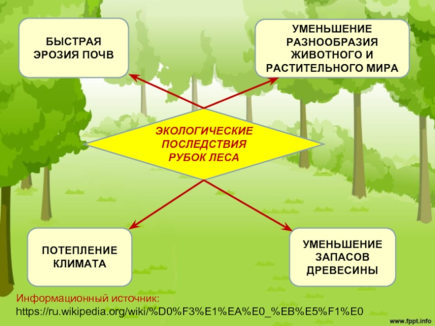 БЫСТРАЯ
ЭРОЗИЯ ПОЧВ
УМЕНЬШЕНИЕ
РАЗНООБРАЗИЯ
ЖИВОТНОГО И
РАСТИТЕЛЬНОГО МИРА
ЭКОЛОГИЧЕСКИЕ
ПОСЛЕДСТВИЯ
РУБОК ЛЕСА
ПОТЕПЛЕНИЕ
КЛИМАТА
УМЕНЬШЕНИЕ
ЗАПАСОВ
ДРЕВЕСИНЫ
Информационный источник:
https://ru.wikipedia.org/wiki/%D0%F3%E1%EA%E0_%EB%E5%F1%E0
www.fppt.info